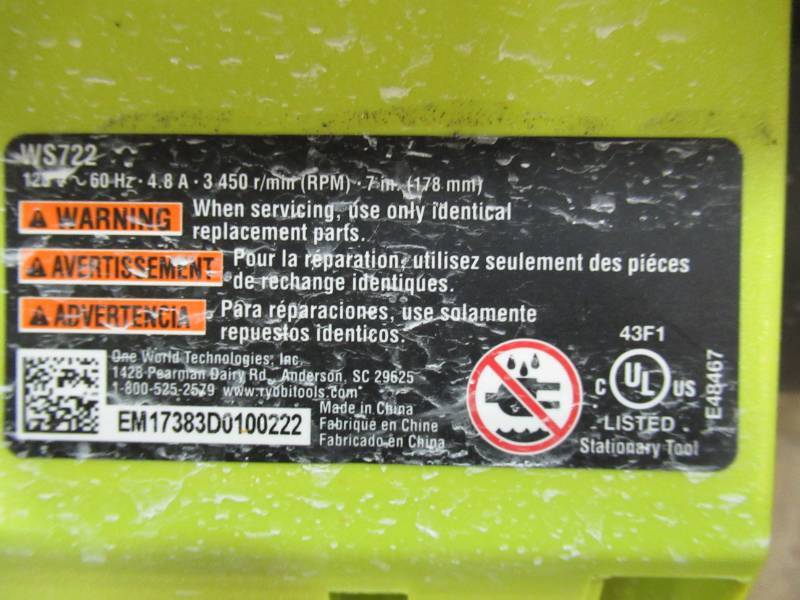 WS722
~ 60 Hz · 4.8 A · 3 450 r/min (RPM) · 7 in. (178 mm)
WARNING When servicing, use only identical
replacement parts.
AVERTISSEMENT Pour la réparation, utilisez seulement des piéces
de rechange identiques.
ADVERTENCIA Para réparaciones, use solamente
repuestos identicos.
One World Technologies, Inc.
1428 Pearman Dairy Rd., Anderson, SC 29625
1-800-525-2579 www.ryobitools.com
EM17383D0100222
Made in China
Fabriqué en Chine
Fabricado en China
43F1
C UL US
LISTED
Stationary Tool
E48467